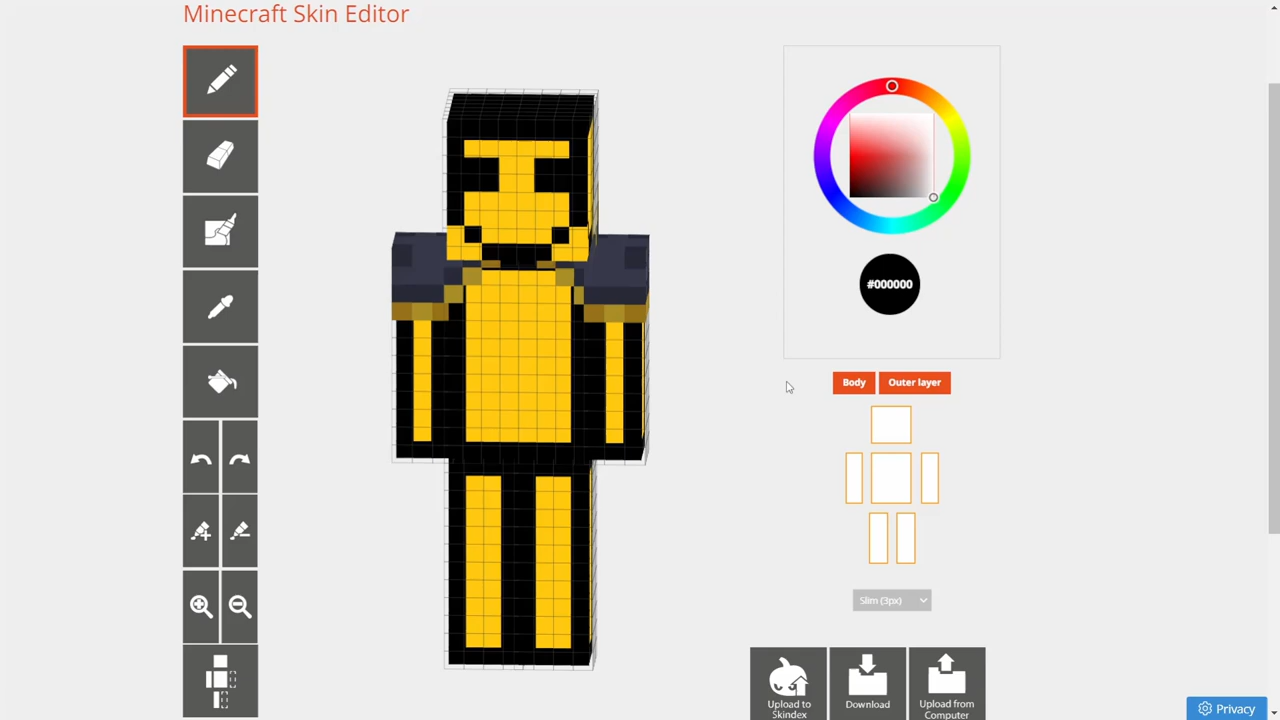 Minecraft Skin Editor
#000000
Body
Outer layer
Slim (3px)
Upload to
Skindex
Download
Upload from
Computer
Privacy